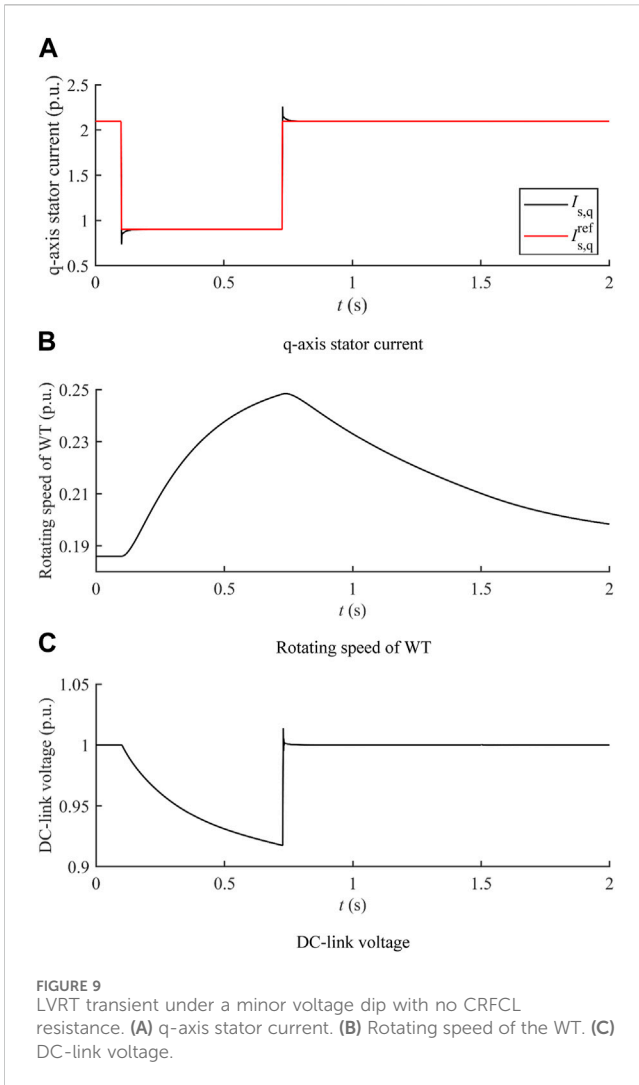 A
q-axis stator current (p.u.)
2.5
2
1.5
1
0.5
I s,q
I ref s,q
0 0.5 1 1.5 2
t (s)
q-axis stator current
B
Rotating speed of WT (p.u.)
0.25
0.23
0.21
0.19
0 0.5 1 1.5 2
t (s)
Rotating speed of WT
C
DC-link voltage (p.u.)
1.05
1
0.95
0.9
0 0.5 1 1.5 2
t (s)
DC-link voltage
FIGURE 9
LVRT transient under a minor voltage dip with no CRFCL
resistance. (A) q-axis stator current. (B) Rotating speed of the WT. (C)
DC-link voltage.